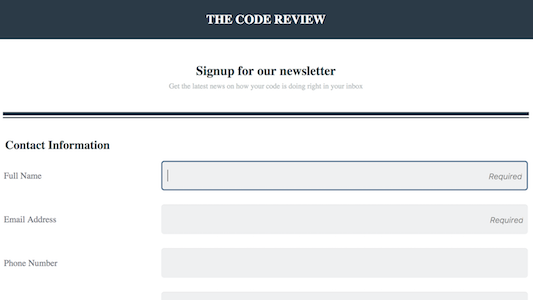 THE CODE REVIEW
Signup for our newsletter
Get the latest news on how your code is doing right in your inbox
Contact Information
Full Name
Required
Email Address
Required
Phone Number